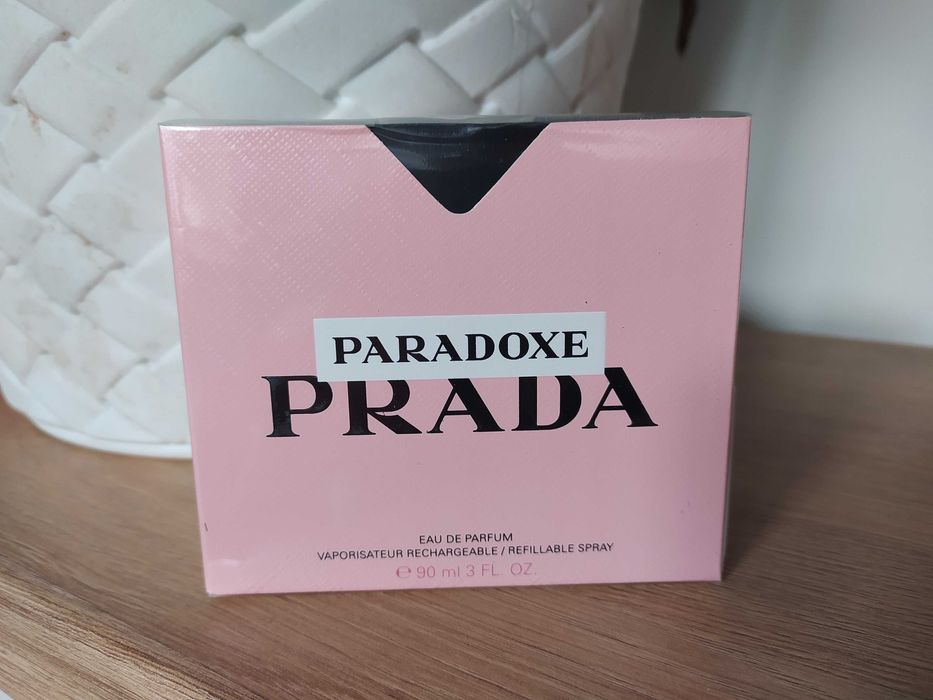 PARADOXE
PRADA
EAU DE PARFUM
VAPORISATEUR RECHARGEABLE / REFILLABLE SPRAY
℮ 90 ml 3 FL. OZ.